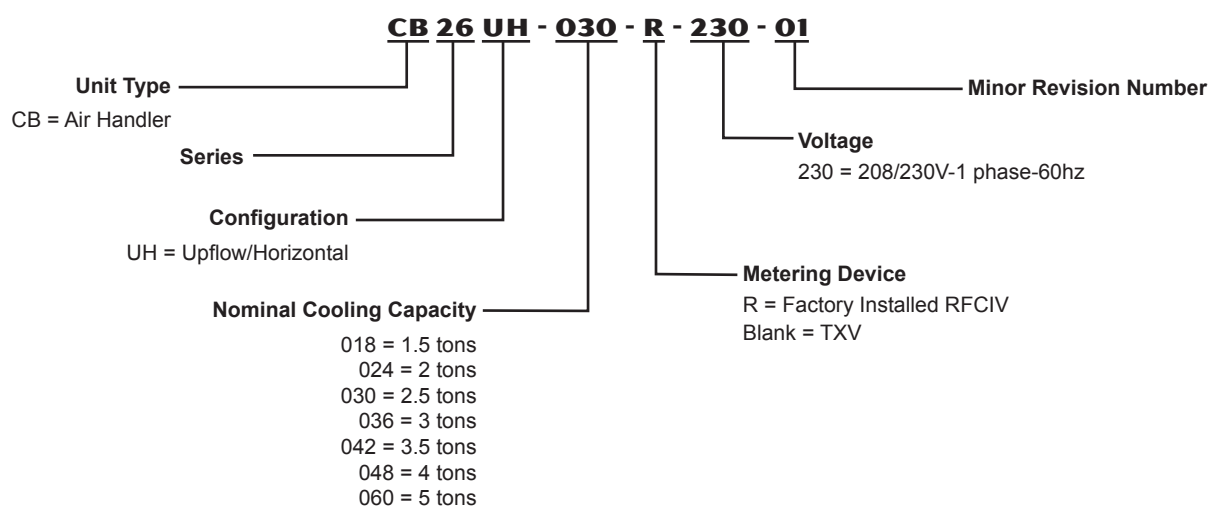 CB 26 UH - 030 - R - 230 - 01
Unit Type
CB = Air Handler
Series
Configuration
UH = Upflow/Horizontal
Nominal Cooling Capacity
018 = 1.5 tons
024 = 2 tons
030 = 2.5 tons
036 = 3 tons
042 = 3.5 tons
048 = 4 tons
060 = 5 tons
Minor Revision Number
Voltage
230 = 208/230V-1 phase-60hz
Metering Device
R = Factory Installed RFCIV
Blank = TXV